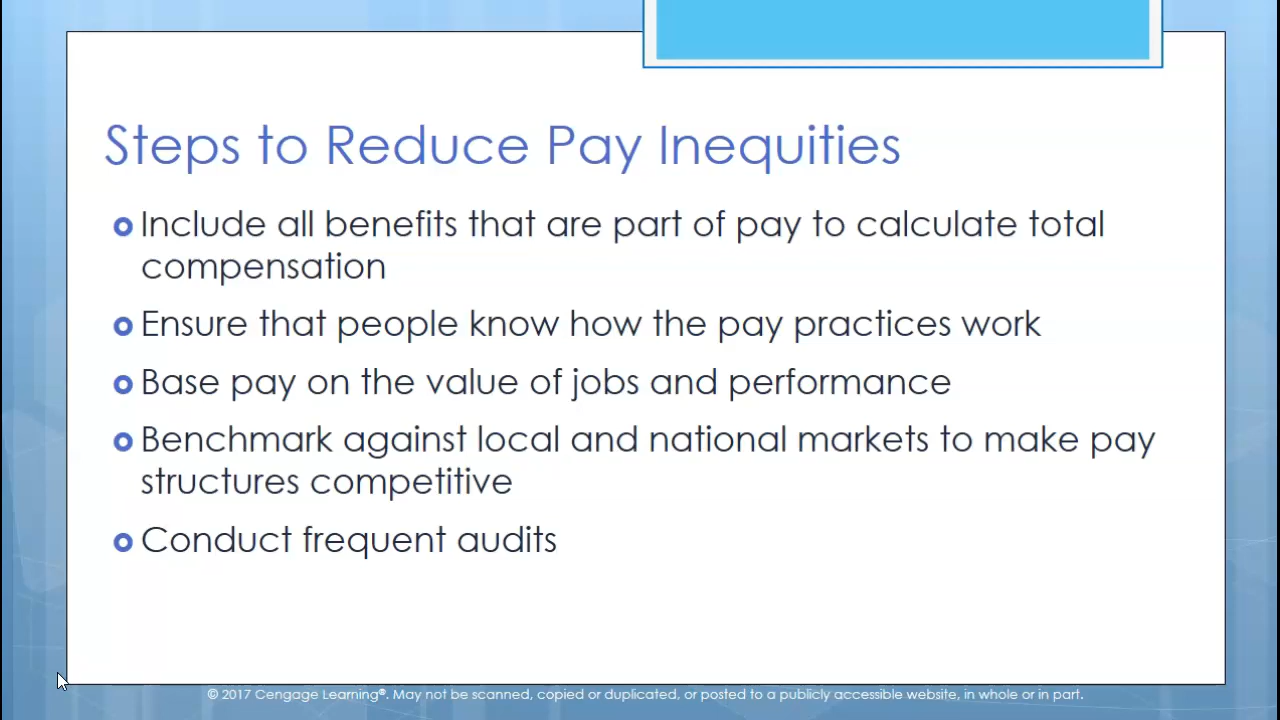 Steps to Reduce Pay Inequities
Include all benefits that are part of pay to calculate total
compensation
Ensure that people know how the pay practices work
Base pay on the value of jobs and performance
Benchmark against local and national markets to make pay
structures competitive
Conduct frequent audits
© 2017 Cengage Learning®. May not be scanned, copied or duplicated, or posted to a publicly accessible website, in whole or in part.